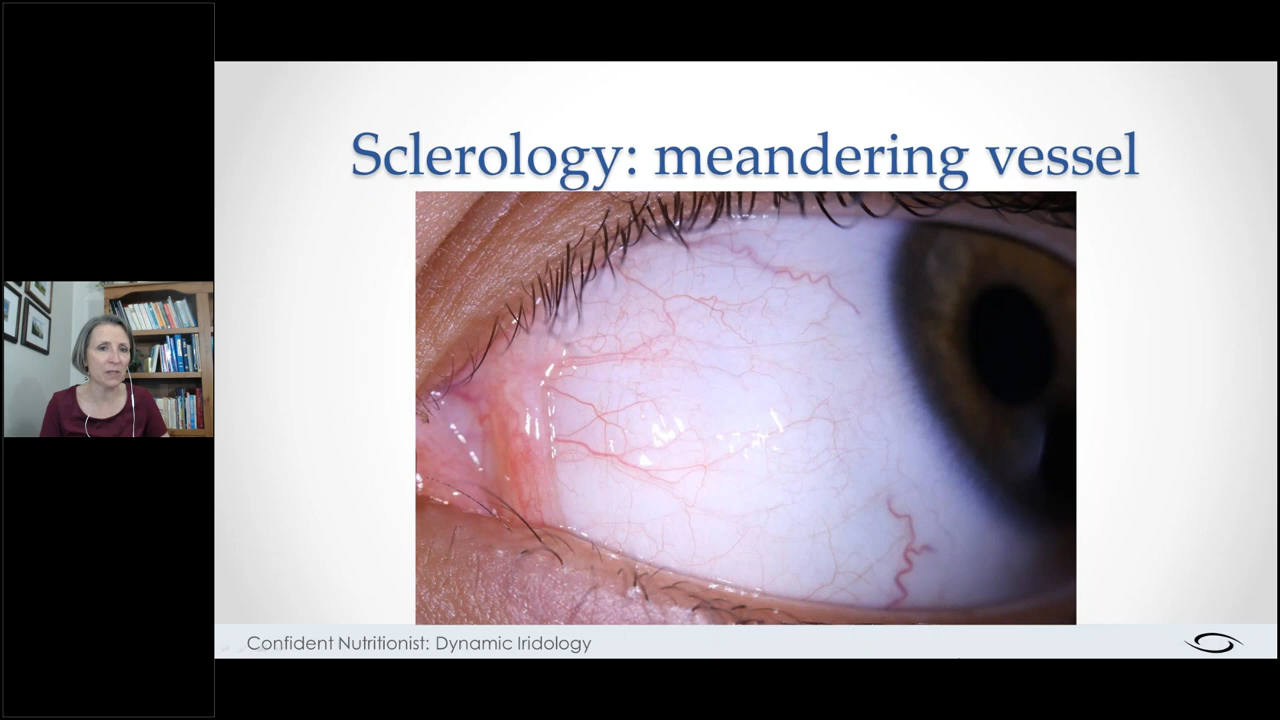 Sclerology: meandering vessel
Confident Nutritionist: Dynamic Iridology